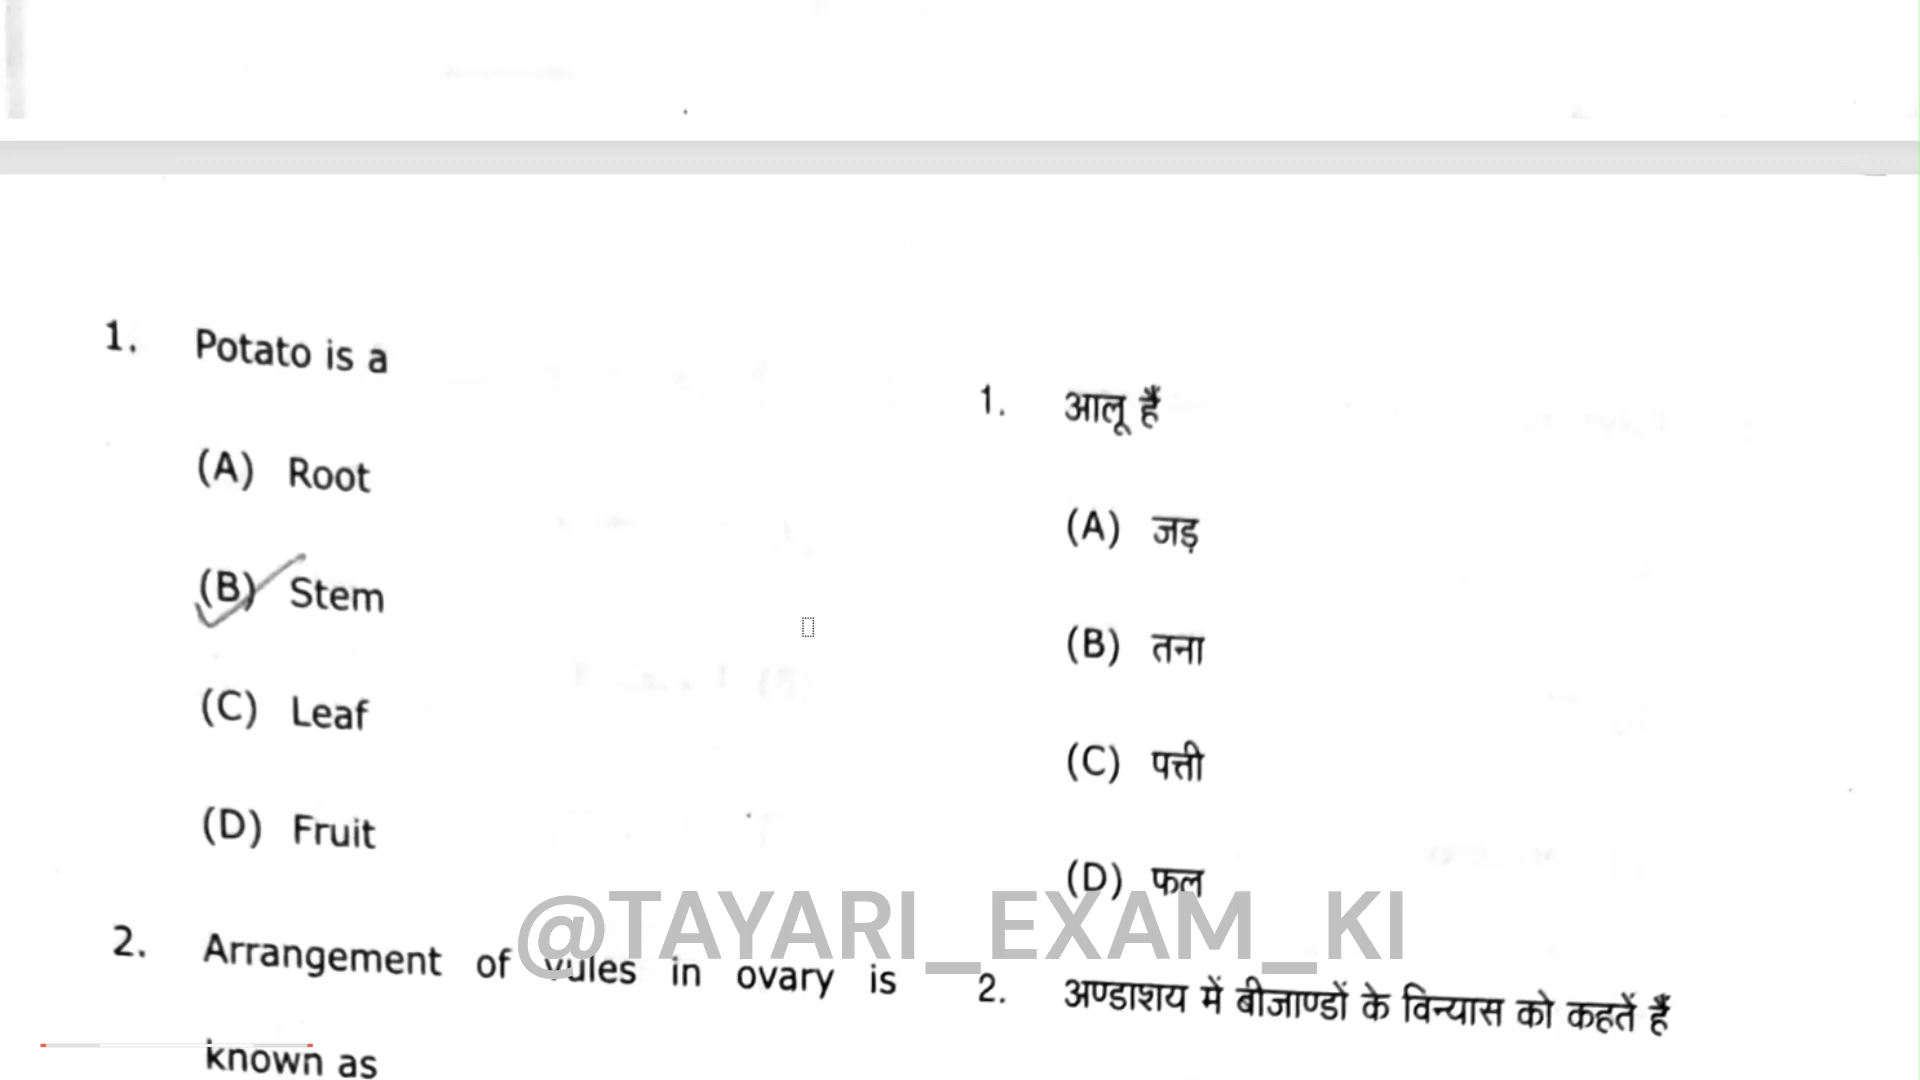 1. Potato is a
(A) Root
(B) Stem
(C) Leaf
(D) Fruit
2. Arrangement of in ovary is
known as
1. आलू हैं
(A) जड़
(B) तना
(C) पत्ती
(D) फल
2. अण्डाशय में बीजाण्डों के विन्यास को कहतें हैं
@TAYARI_EXAM_KI